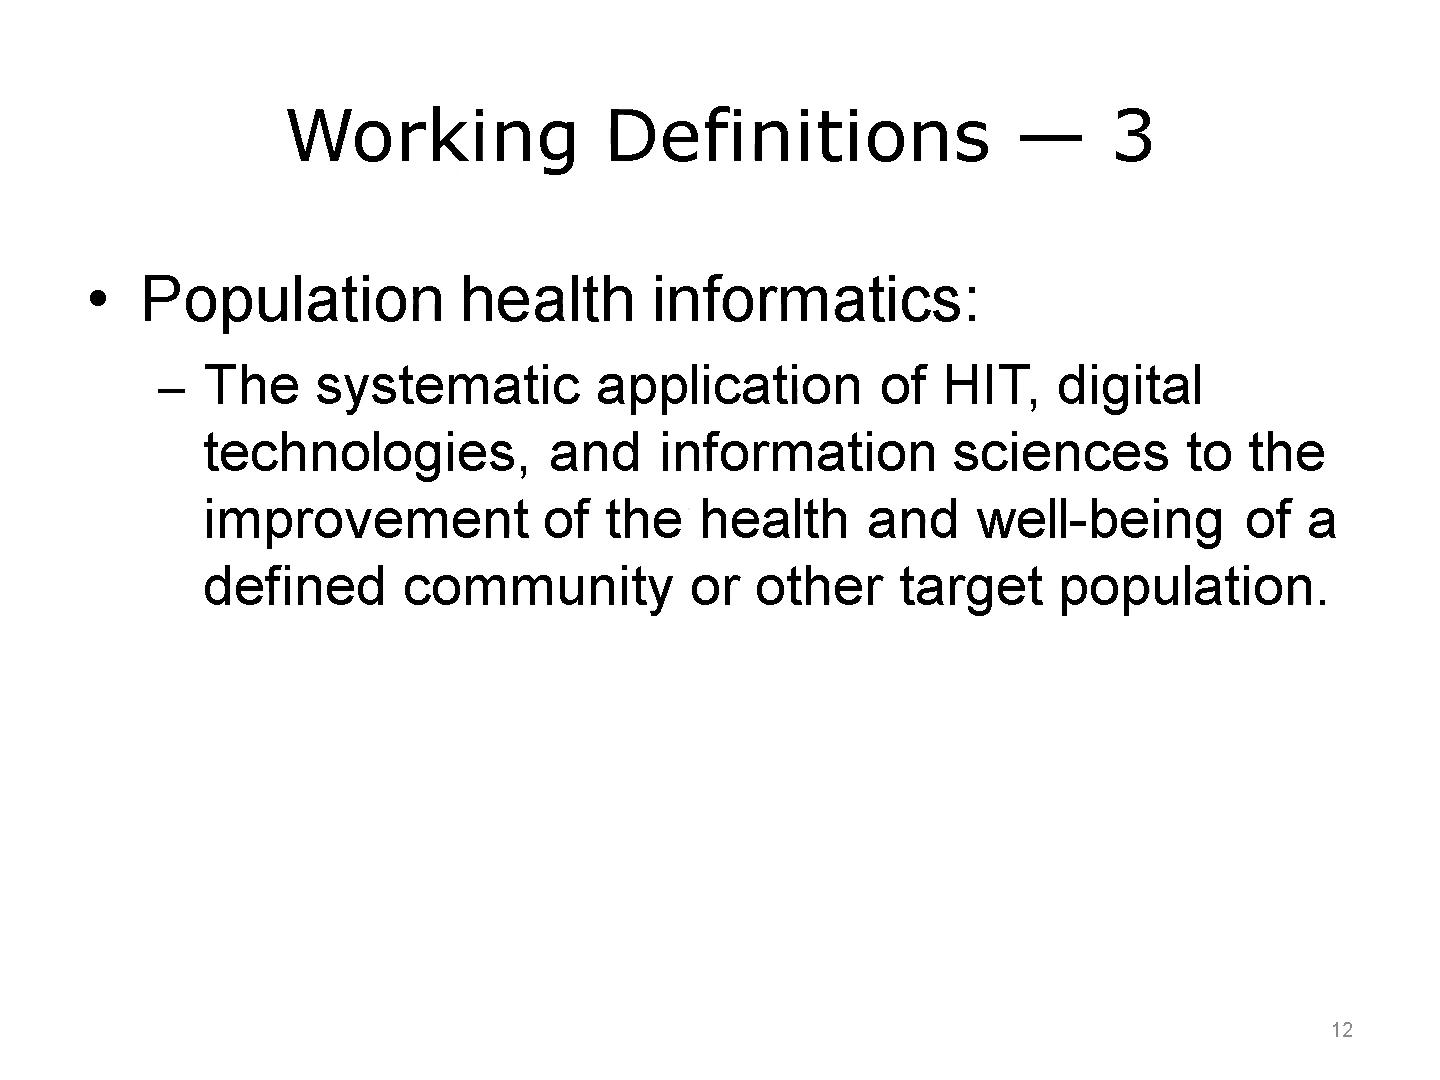 Working Definitions — 3
• Population health informatics:
– The systematic application of HIT, digital
technologies, and information sciences to the
improvement of the health and well-being of a
defined community or other target population.
12